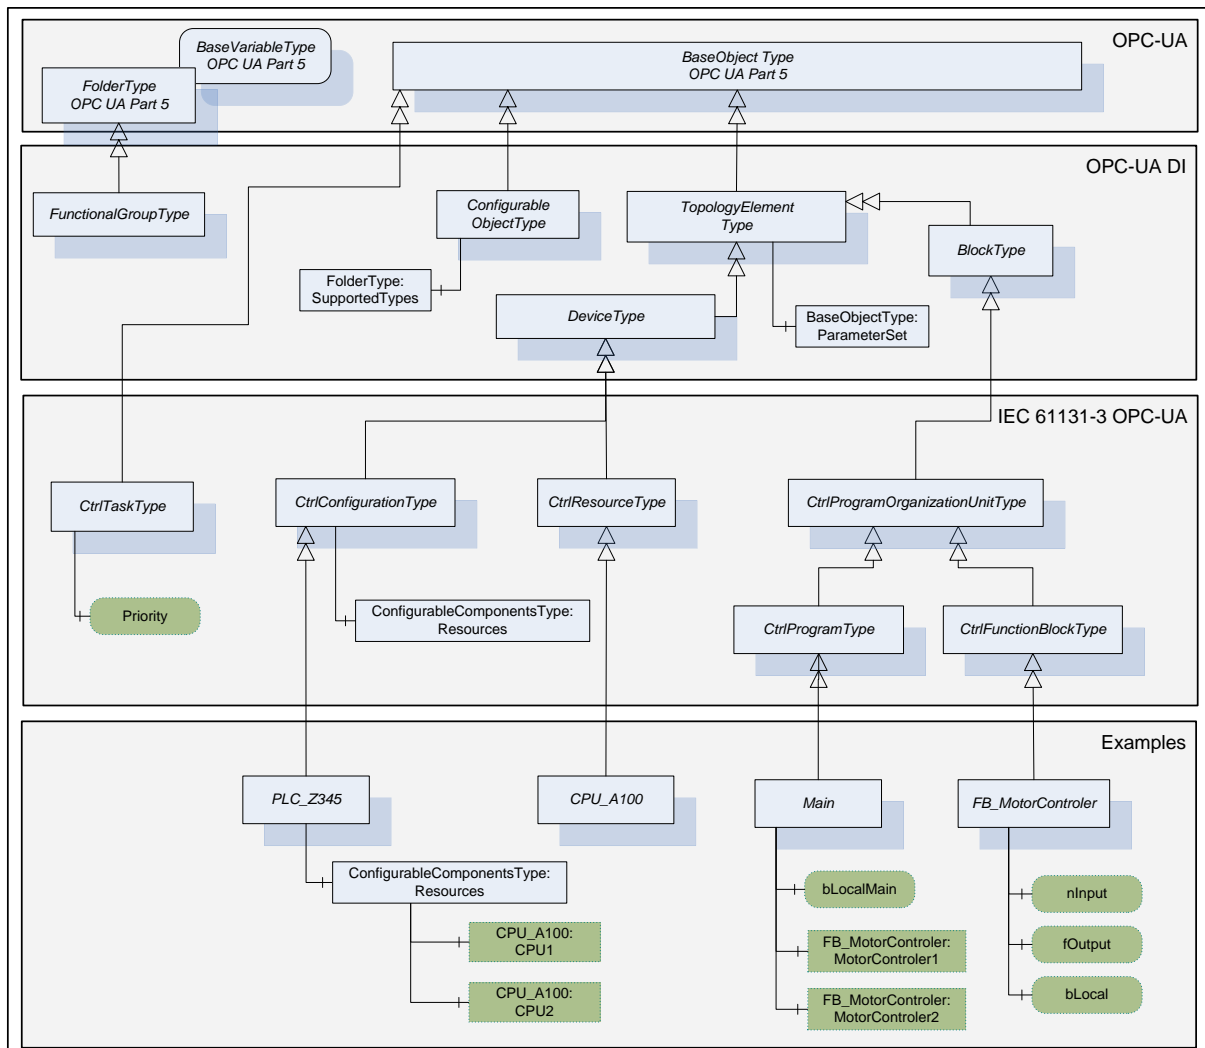 OPC-UA
BaseVariableType
OPC UA Part 5
FolderType
OPC UA Part 5
BaseObject Type
OPC UA Part 5
OPC-UA DI
FunctionalGroupType
Configurable
ObjectType
TopologyElement
Type
BlockType
FolderType:
SupportedTypes
DeviceType
BaseObjectType:
ParameterSet
IEC 61131-3 OPC-UA
CtrlTaskType
CtrlConfigurationType
CtrlResourceType
CtrlProgramOrganizationUnitType
Priority
ConfigurableComponentsType:
Resources
CtrlProgramType
CtrlFunctionBlockType
Examples
PLC_Z345
CPU_A100
Main
FB_MotorControler
ConfigurableComponentsType:
Resources
CPU_A100:
CPU1
CPU_A100:
CPU2
bLocalMain
FB_MotorControler:
MotorControler1
FB_MotorControler:
MotorControler2
nInput
fOutput
bLocal